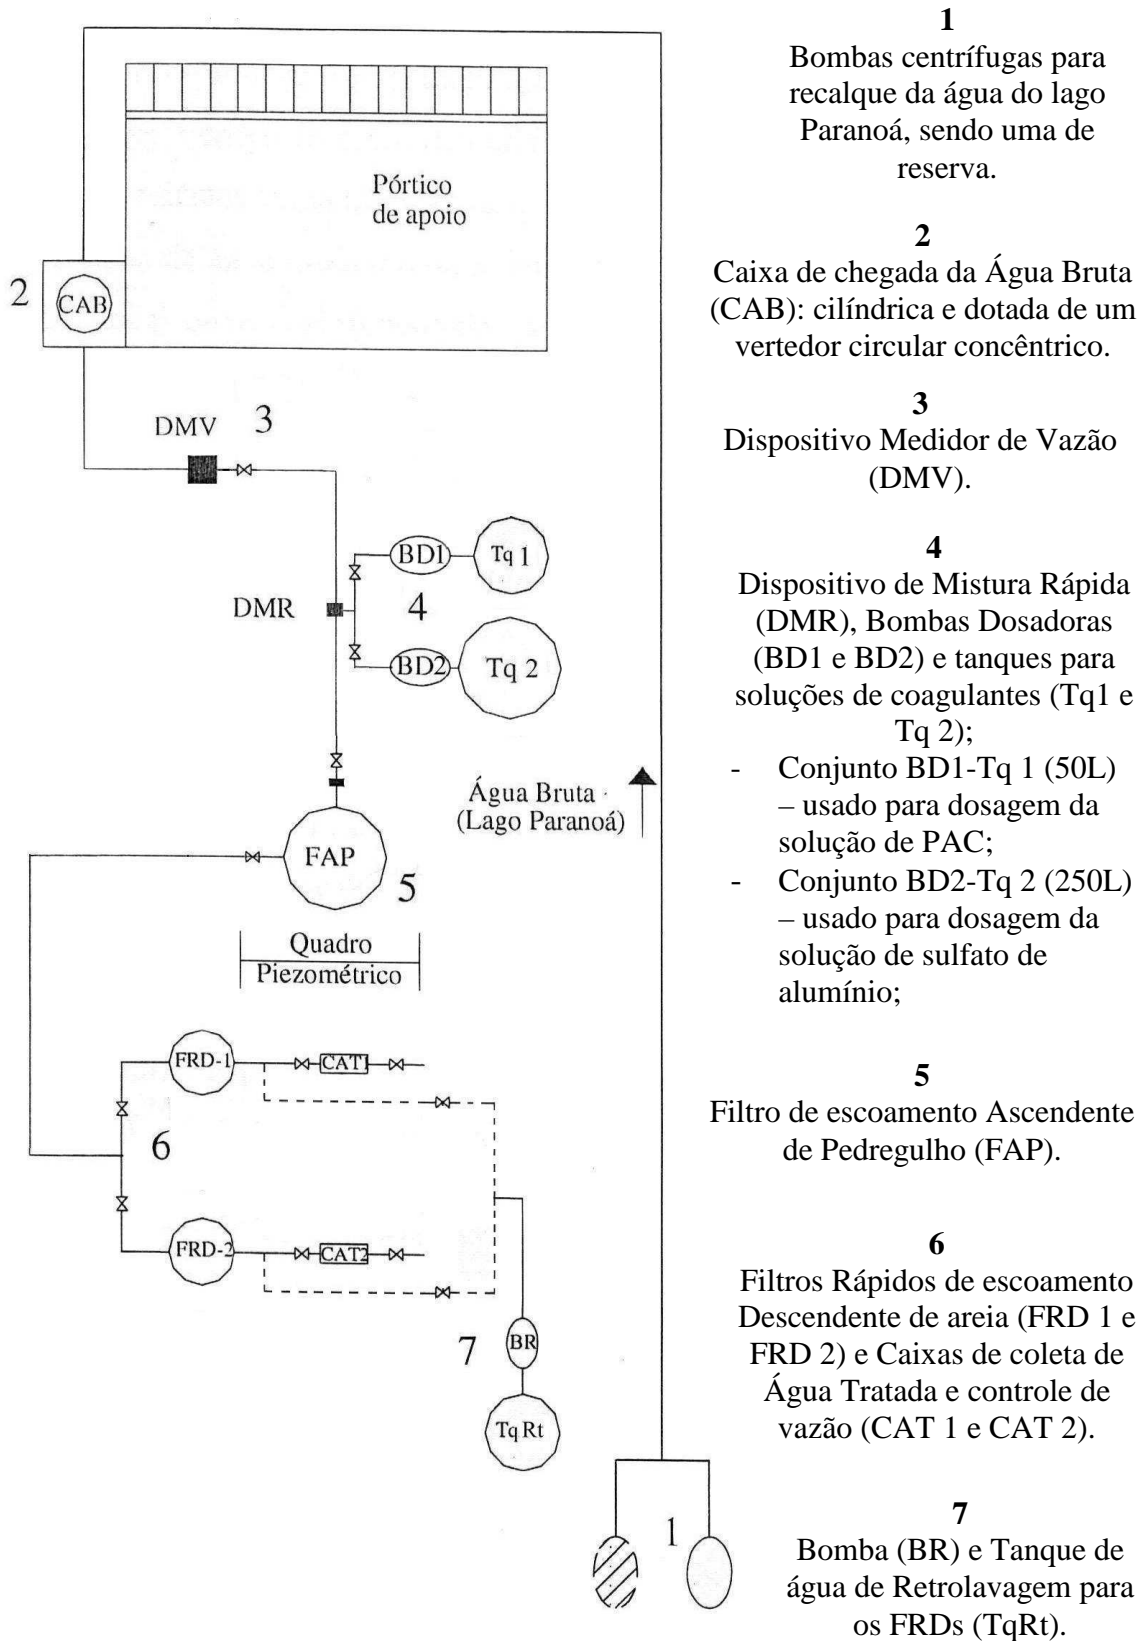 Pórtico
de apoio
2
CAB
DMV
3
BD1
Tq 1
DMR
4
BD2
Tq 2
Água Bruta
(Lago Paranoá)
FAP
5
Quadro
Piezométrico
FRD-1
CAT1
6
FRD-2
CAT2
7
BR
TqRt
1
1
Bombas centrífugas para
recalque da água do lago
Paranoá, sendo uma de
reserva.
2
Caixa de chegada da Água Bruta
(CAB): cilíndrica e dotada de um
vertedor circular concêntrico.
3
Dispositivo Medidor de Vazão
(DMV).
4
Dispositivo de Mistura Rápida
(DMR), Bombas Dosadoras
(BD1 e BD2) e tanques para
soluções de coagulantes (Tq1 e
Tq 2);
- Conjunto BD1-Tq 1 (50L)
– usado para dosagem da
solução de PAC;
- Conjunto BD2-Tq 2 (250L)
– usado para dosagem da
solução de sulfato de
alumínio;
5
Filtro de escoamento Ascendente
de Pedregulho (FAP).
6
Filtros Rápidos de escoamento
Descendente de areia (FRD 1 e
FRD 2) e Caixas de coleta de
Água Tratada e controle de
vazão (CAT 1 e CAT 2).
7
Bomba (BR) e Tanque de
água de Retrolavagem para
os FRDs (TqRt).